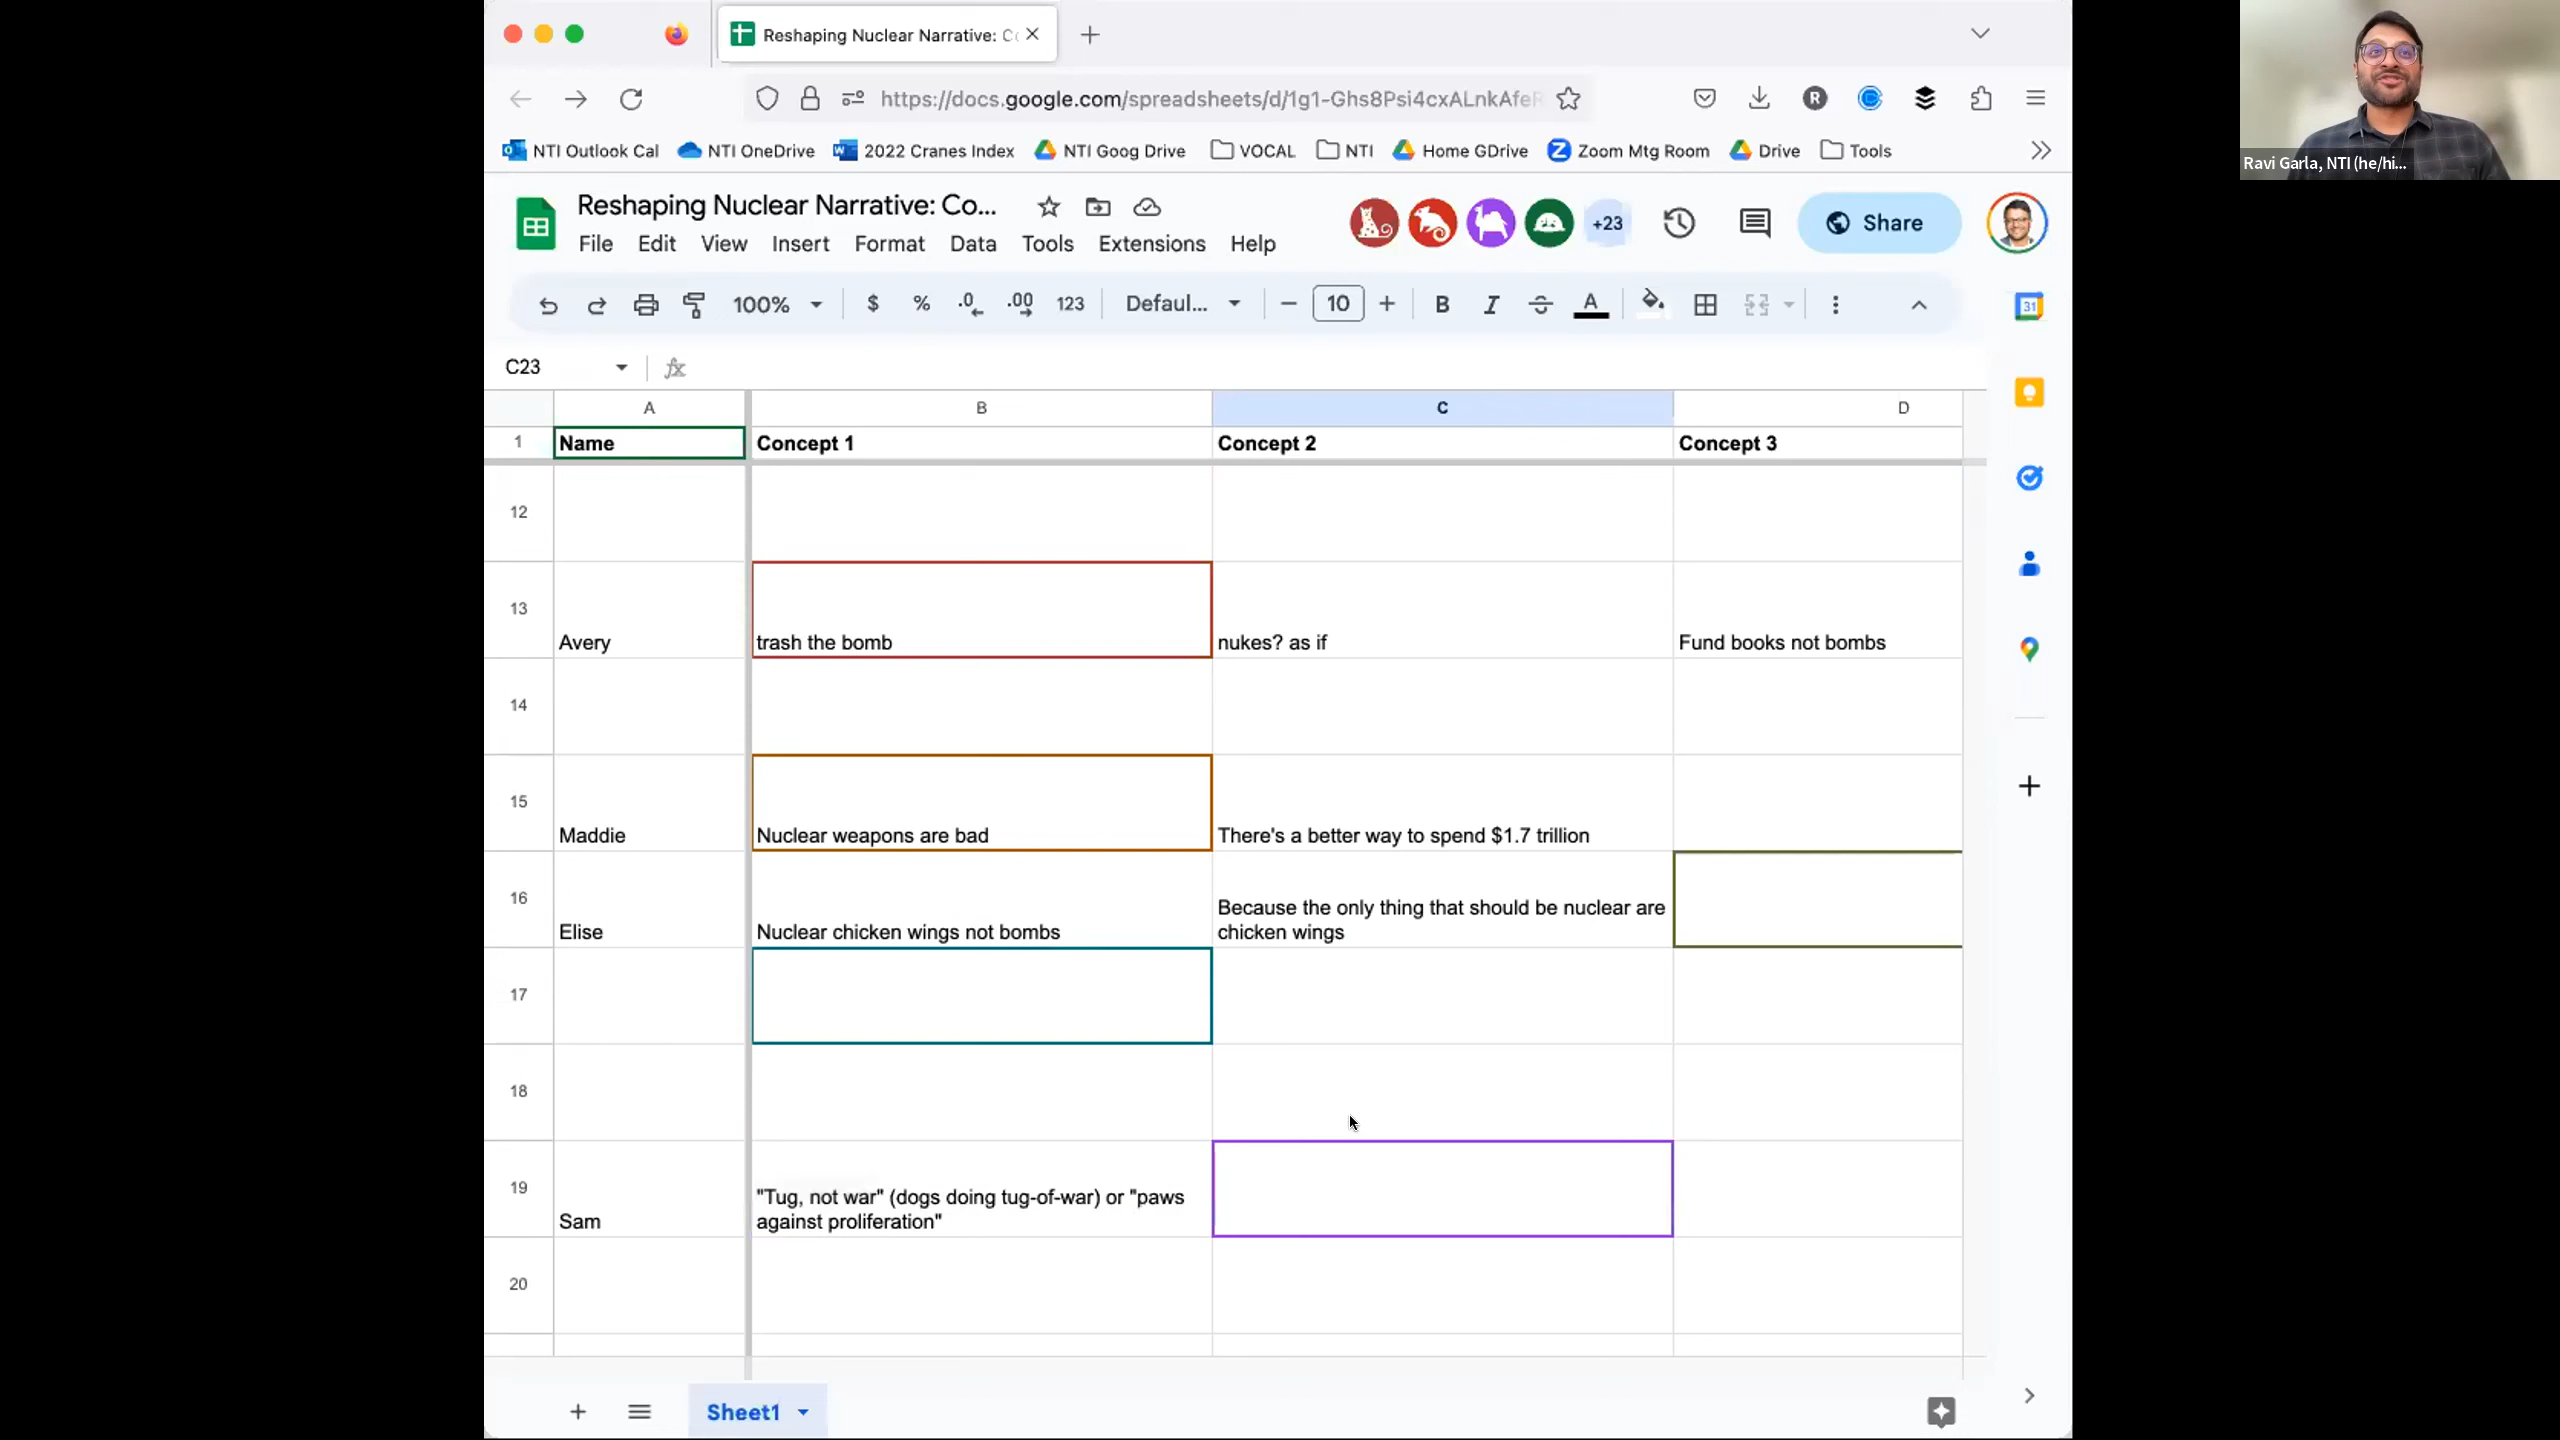 Reshaping Nuclear Narrative: Co
https://docs.google.com/spreadsheets/d/1g1-Ghs8Psi4cxALnkAfeR
R
NTI Outlook Cal
NTI OneDrive
2022 Cranes Index
NTI Goog Drive
VOCAL
NTI
Home GDrive
Zoom Mtg Room
Drive
Tools
Ravi Garla, NTI (he/hi...
Reshaping Nuclear Narrative: Co...
+23
Share
File Edit View Insert Format Data Tools Extensions Help
100% $ % .0 .00 123 Defaul... 10 B I S A
31
C23 fx
A B C D
1 Name Concept 1 Concept 2 Concept 3
12
13 Avery trash the bomb nukes? as if Fund books not bombs
14
15 Maddie Nuclear weapons are bad There's a better way to spend $1.7 trillion
16 Elise Nuclear chicken wings not bombs Because the only thing that should be nuclear are
chicken wings
17
18
19 Sam "Tug, not war" (dogs doing tug-of-war) or "paws
against proliferation"
20
Sheet1